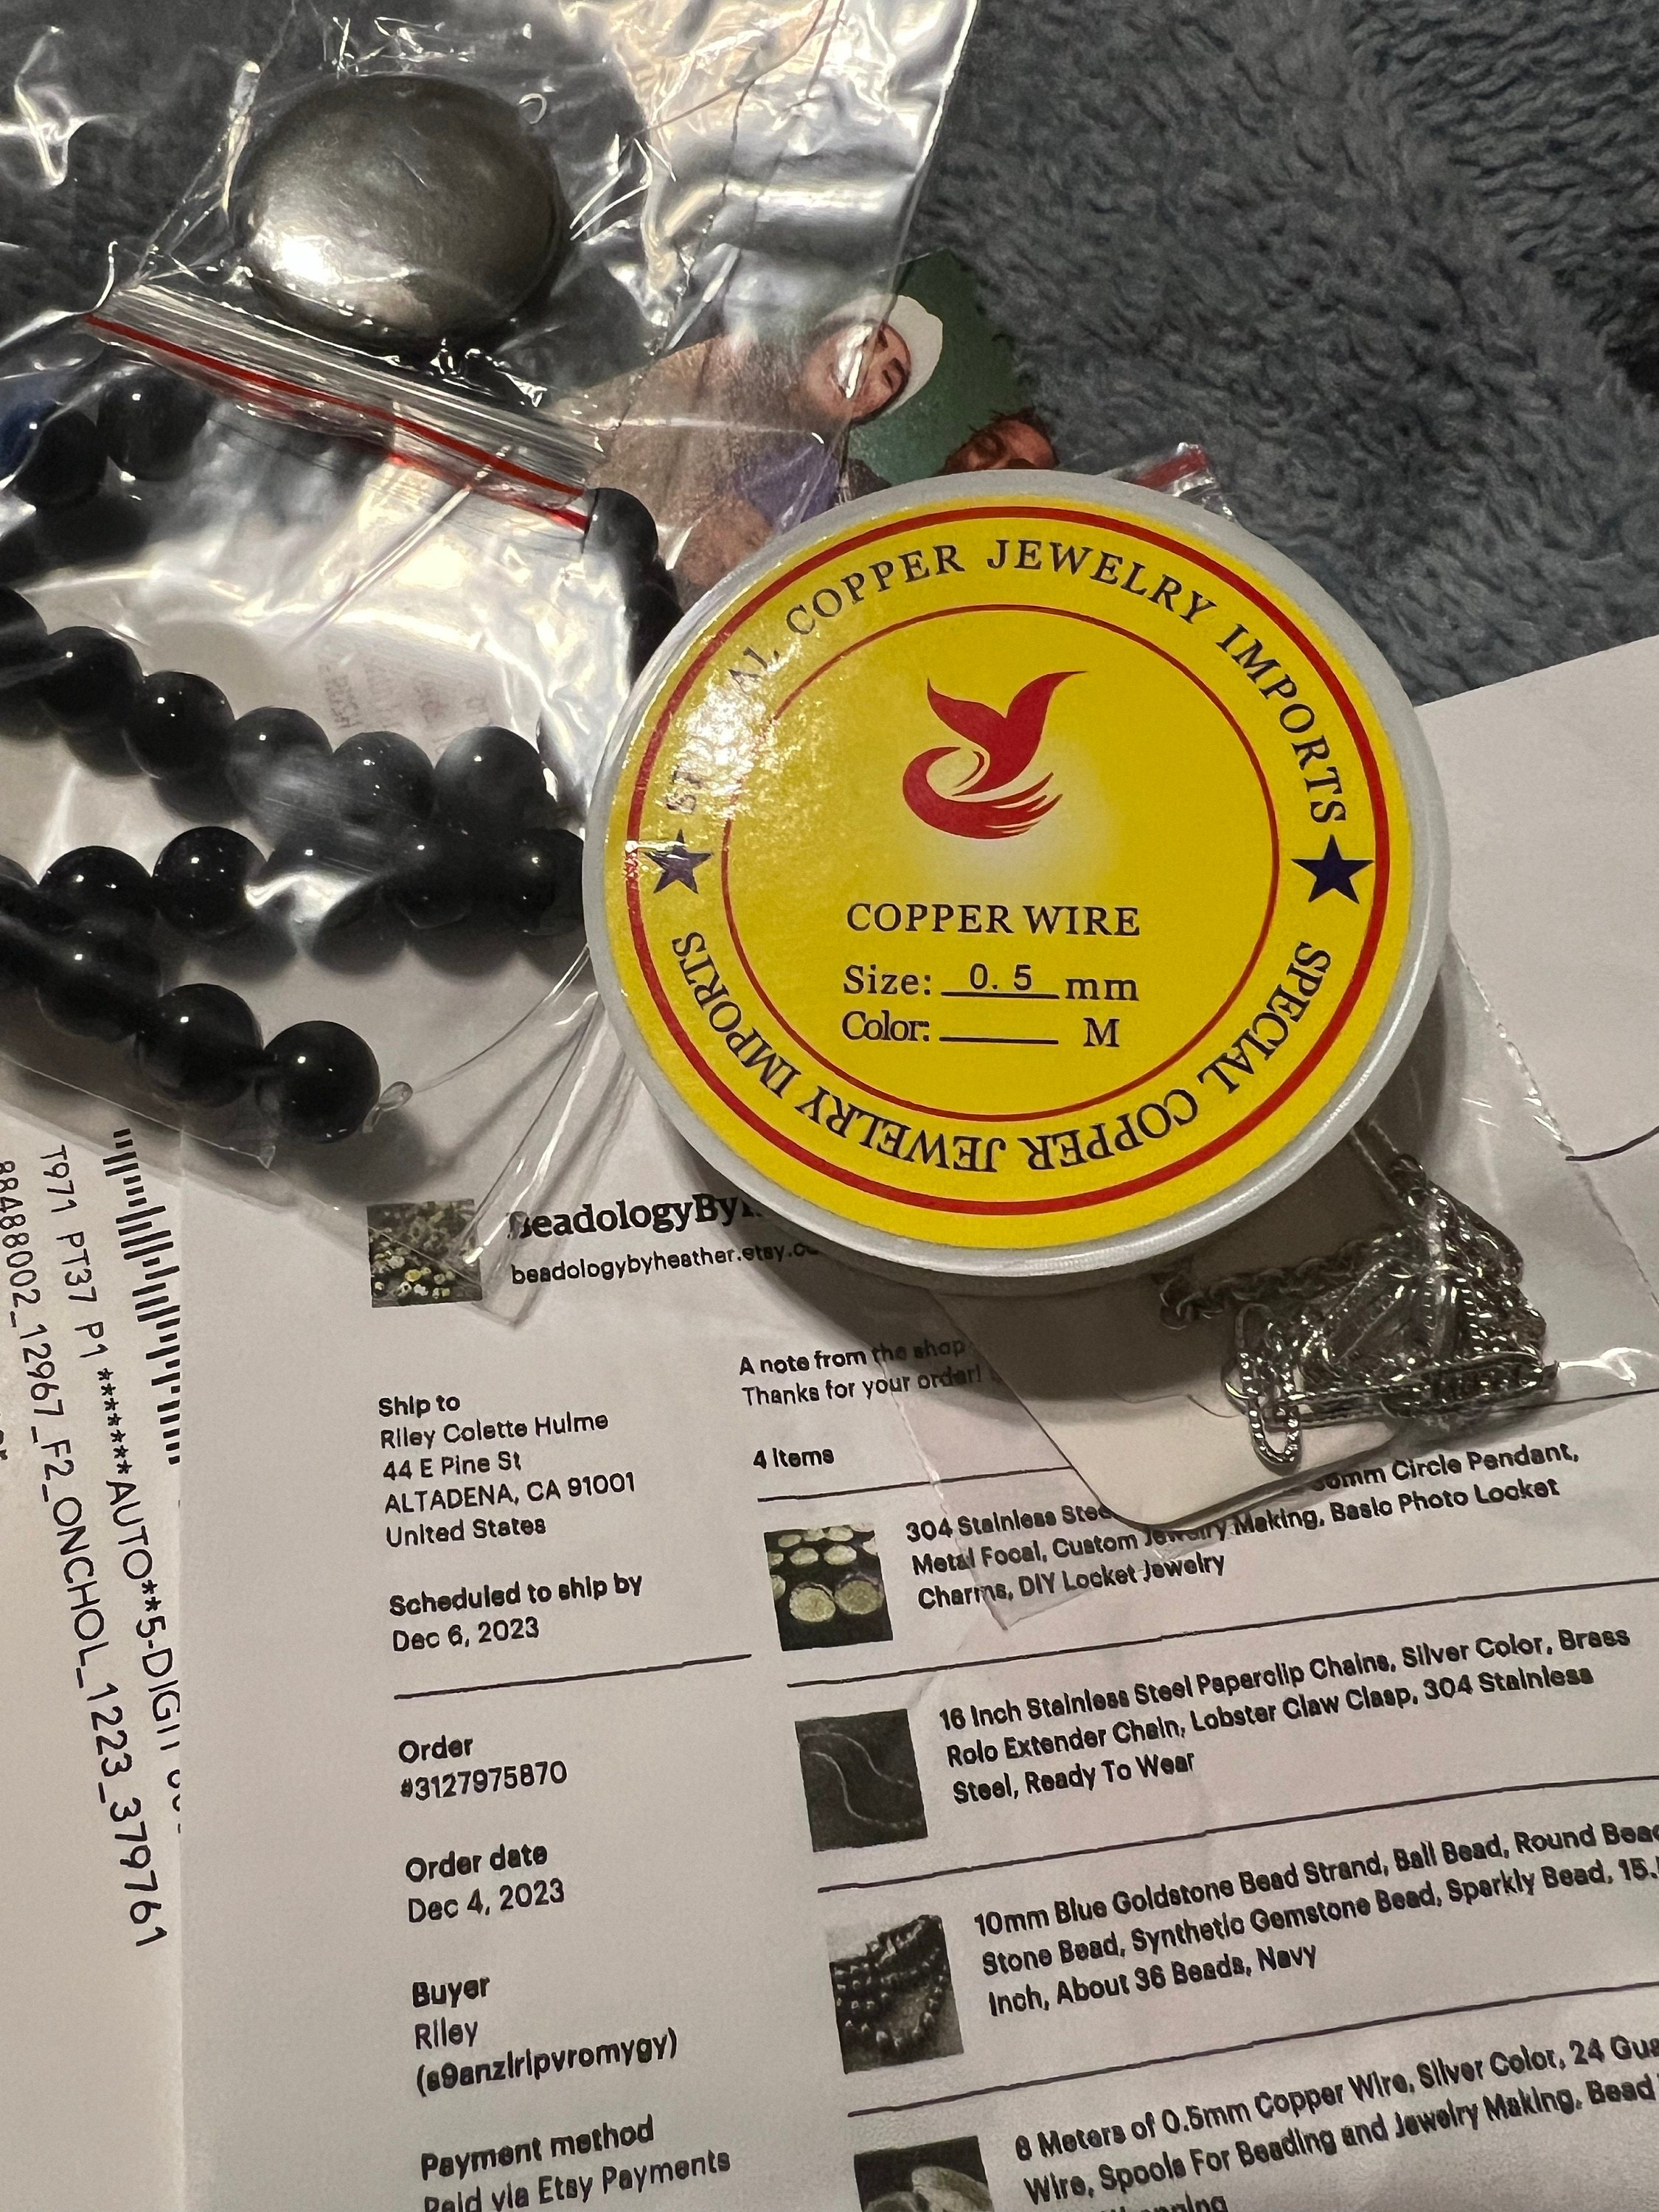 SPECIAL COPPER JEWELRY IMPORTS
COPPER WIRE
Size: 0.5 mm
Color: M
SPECIAL COPPER JEWELRY IMPORTS
T971 PT37 P1 *******AUTO**5-DIGIT
88488002_12967_F2_ONCHOL_1223_379761
beadologybyheather.etsy.
Ship to
Riley Colette Hulme
44 E Pine St
ALTADENA, CA 91001
United States
Scheduled to ship by
Dec 6, 2023
Order
#3127975870
Order date
Dec 4, 2023
Buyer
Riley
(s9anzlripvromygy)
Payment method
Paid via Etsy Payments
A note from the shop
Thanks for your order!
4 items
304 Stainless Steel
Circle Pendant,
Metal Focal, Custom Jewelry Making, Basic Photo Locket
Charms, DIY Locket Jewelry
16 Inch Stainless Steel Paperclip Chains, Silver Color, Brass
Rolo Extender Chain, Lobster Claw Clasp, 304 Stainless
Steel, Ready To Wear
10mm Blue Goldstone Bead Strand, Ball Bead, Round Bead
Stone Bead, Synthetic Gemstone Bead, Sparkly Bead, 15.
Inch, About 36 Beads, Navy
Meters of 0.5mm Copper Wire, Silver Color, 24
Wire, Spools For Beading and Jewelry Making, Bead